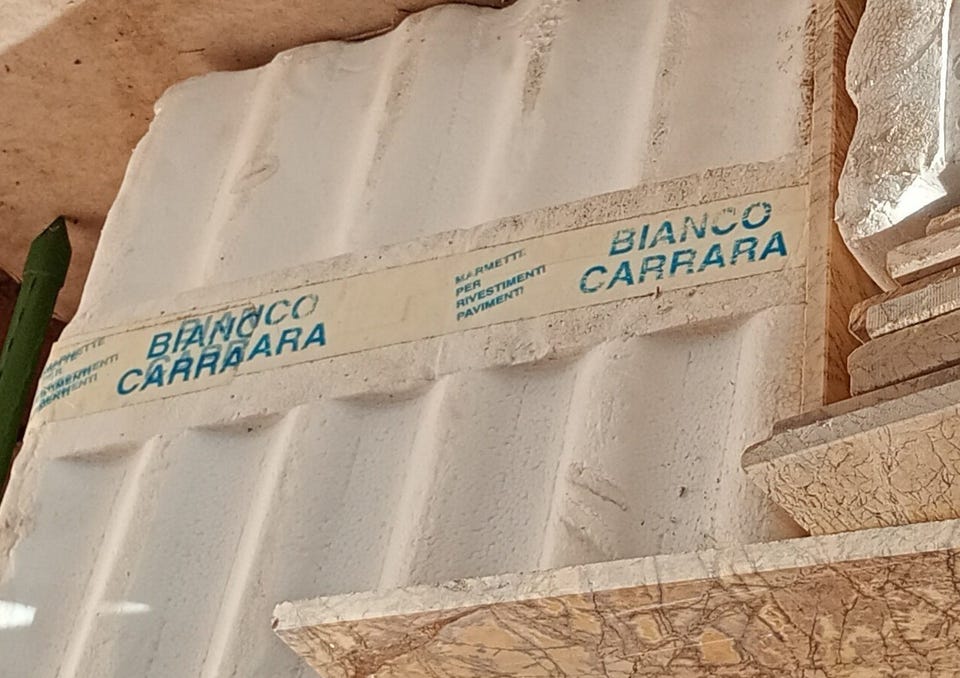 BIANCO
CARRARA
MARMETTE
PER
RIVESTIMENTI
PAVIMENTI
BIANCO
CARRARA